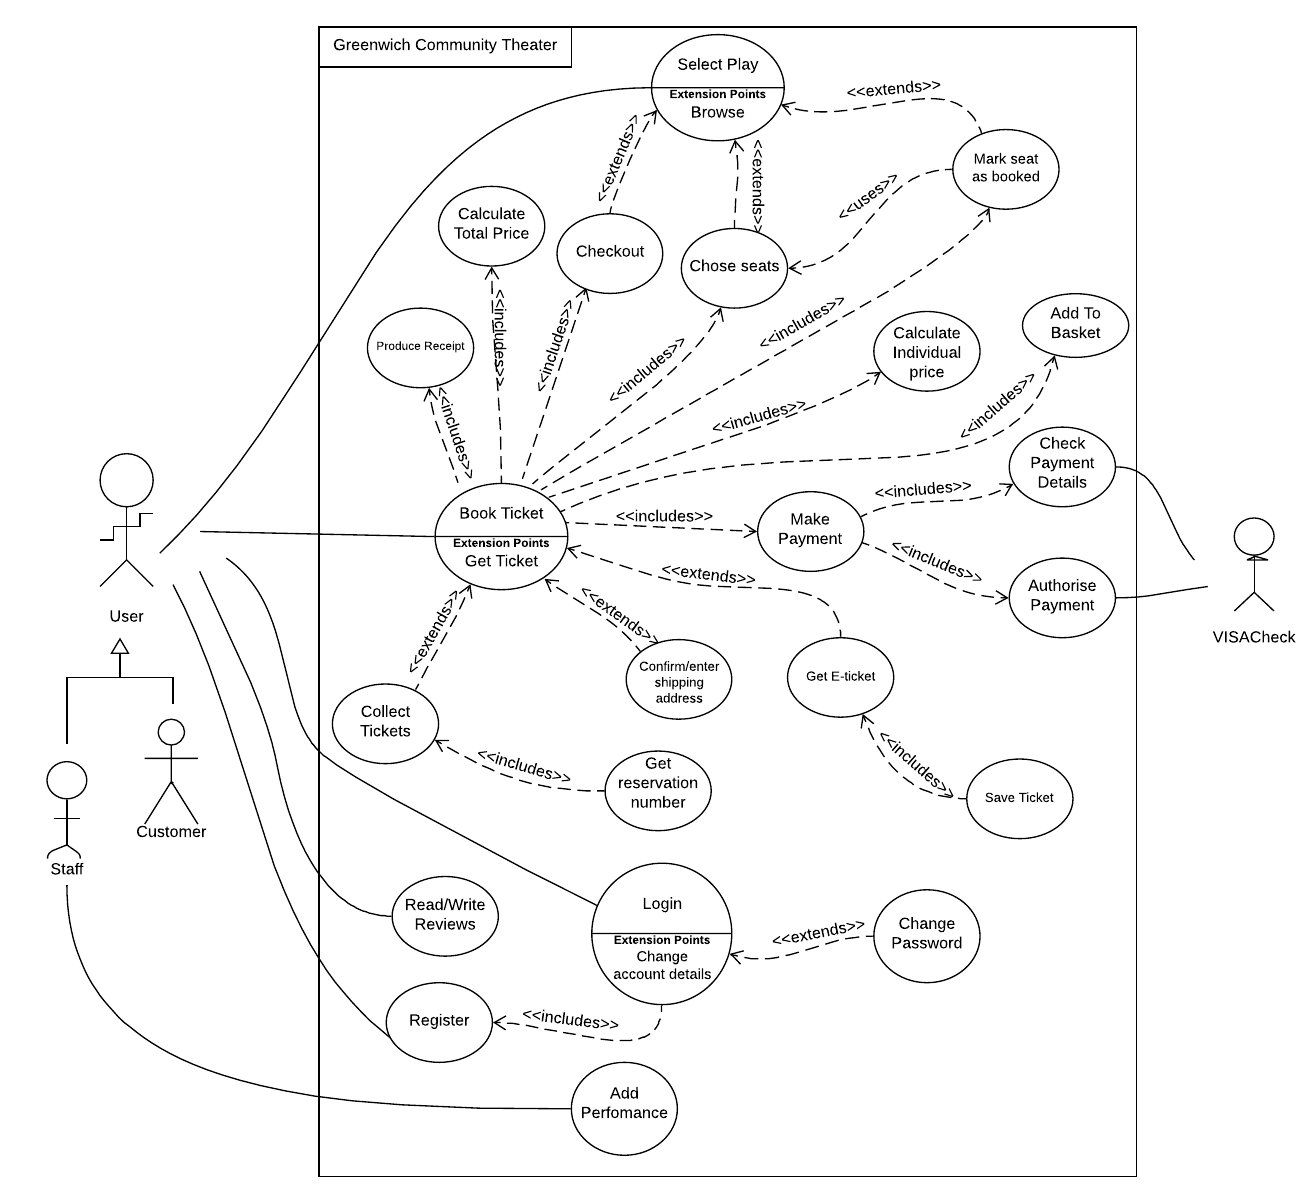 Greenwich Community Theater
Select Play
Extension Points
Browse
<<extends>>
<<extends>>
<<extends>>
Mark seat
as booked
<<uses>>
Calculate
Total Price
Checkout
Chose seats
<<includes>>
<<includes>>
<<includes>>
<<includes>>
Produce Receipt
Calculate
Individual
price
Add To
Basket
<<includes>>
<<includes>>
<<includes>>
Check
Payment
Details
Book Ticket
Extension Points
Get Ticket
<<includes>>
Make
Payment
<<includes>>
<<includes>>
Authorise
Payment
User
VISACheck
<<extends>>
<<extends>>
<<extends>>
Confirm/enter
shipping
address
Get E-ticket
Collect
Tickets
<<includes>>
Get
reservation
number
<<includes>>
Save Ticket
Customer
Staff
Read/Write
Reviews
Login
Extension Points
Change
account details
<<extends>>
Change
Password
Register
<<includes>>
Add
Perfomance